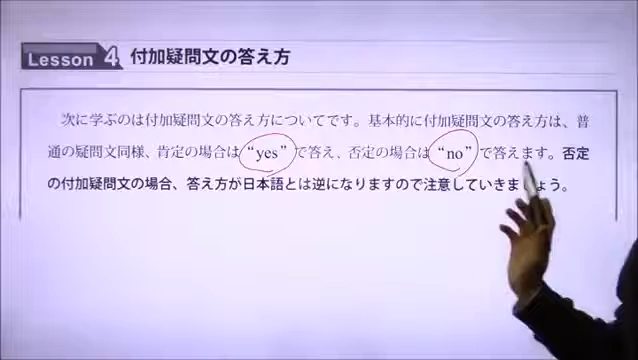 Lesson 4 付加疑問文の答え方
次に学ぶのは付加疑問文の答え方についてです。基本的に付加疑問文の答え方は、普
通の疑問文同様、肯定の場合は“yes”で答え、否定の場合は“no”で答えます。否定
の付加疑問文の場合、答え方が日本語とは逆になりますので注意していきましょう。